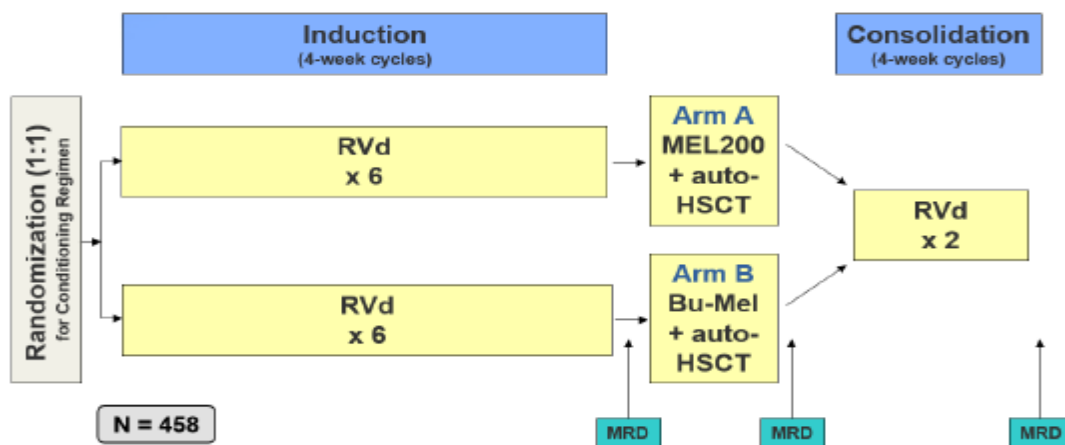 Induction
(4-week cycles)
Consolidation
(4-week cycles)
Randomization (1:1)
for Conditioning Regimen
RVd
x 6
Arm A
MEL200
+ auto-
HSCT
RVd
x 2
RVd
x 6
Arm B
Bu-Mel
+ auto-
HSCT
N = 458
MRD
MRD
MRD